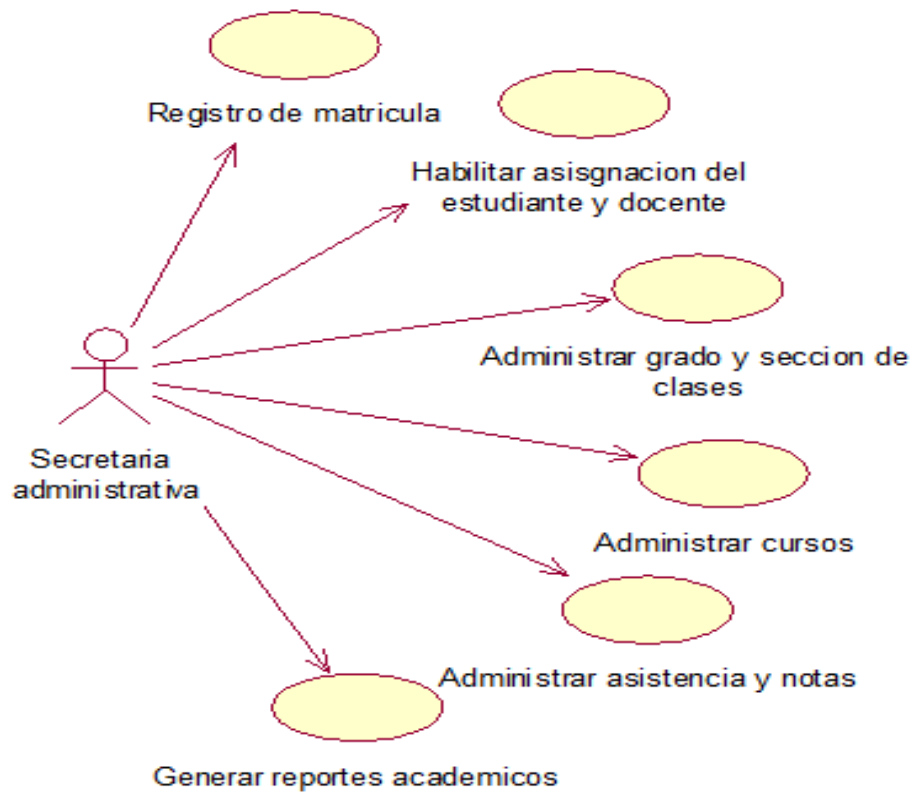 Registro de matricula
Habilitar asisgnacion del
estudiante y docente
Administrar grado y seccion de
clases
Secretaria
administrativa
Administrar cursos
Administrar asistencia y notas
Generar reportes academicos